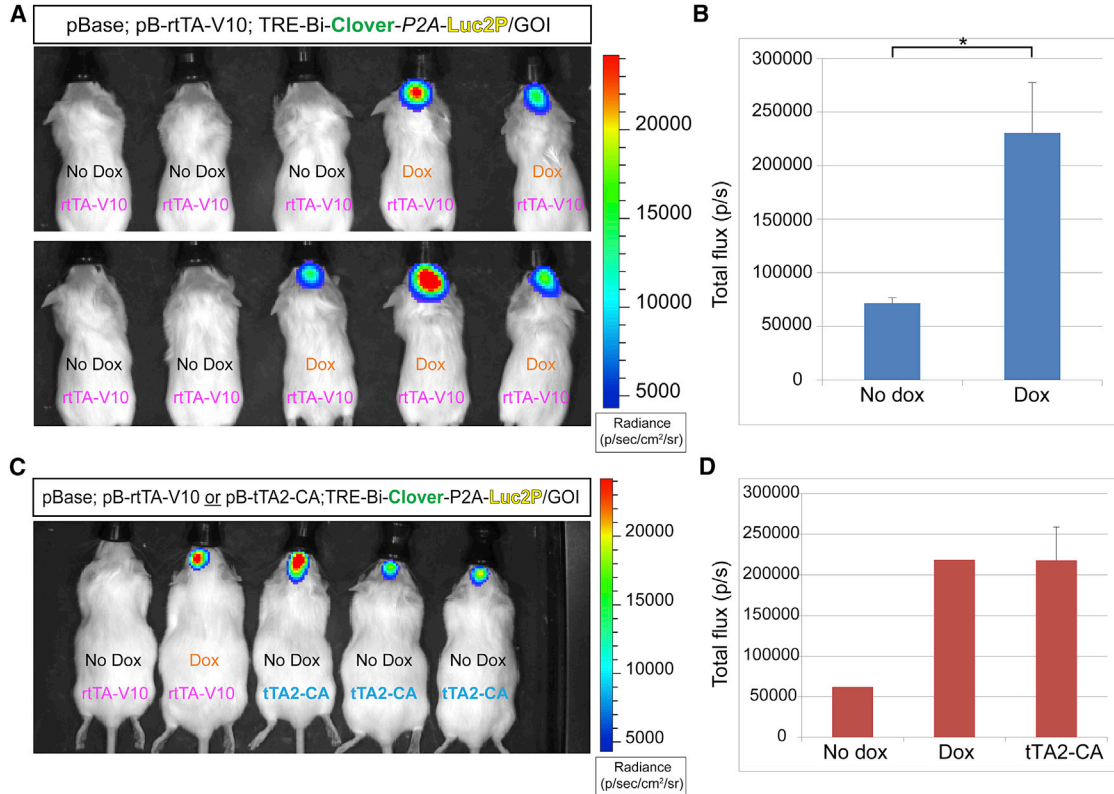 A
pBase; pB-rtTA-V10; TRE-Bi-Clover-P2A-Luc2P/GOI
No Dox No Dox No Dox Dox Dox
rtTA-V10 rtTA-V10 rtTA-V10 rtTA-V10 rtTA-V10
No Dox No Dox Dox Dox Dox
rtTA-V10 rtTA-V10 rtTA-V10 rtTA-V10 rtTA-V10
20000
15000
10000
5000
Radiance
(p/sec/cm²/sr)
B
*
Total flux (p/s)
300000
250000
200000
150000
100000
50000
0
No dox Dox
C
pBase; pB-rtTA-V10 or pB-tTA2-CA;TRE-Bi-Clover-P2A-Luc2P/GOI
No Dox Dox No Dox No Dox No Dox
rtTA-V10 rtTA-V10 tTA2-CA tTA2-CA tTA2-CA
20000
15000
10000
5000
Radiance
(p/sec/cm²/sr)
D
Total flux (p/s)
300000
250000
200000
150000
100000
50000
0
No dox Dox tTA2-CA